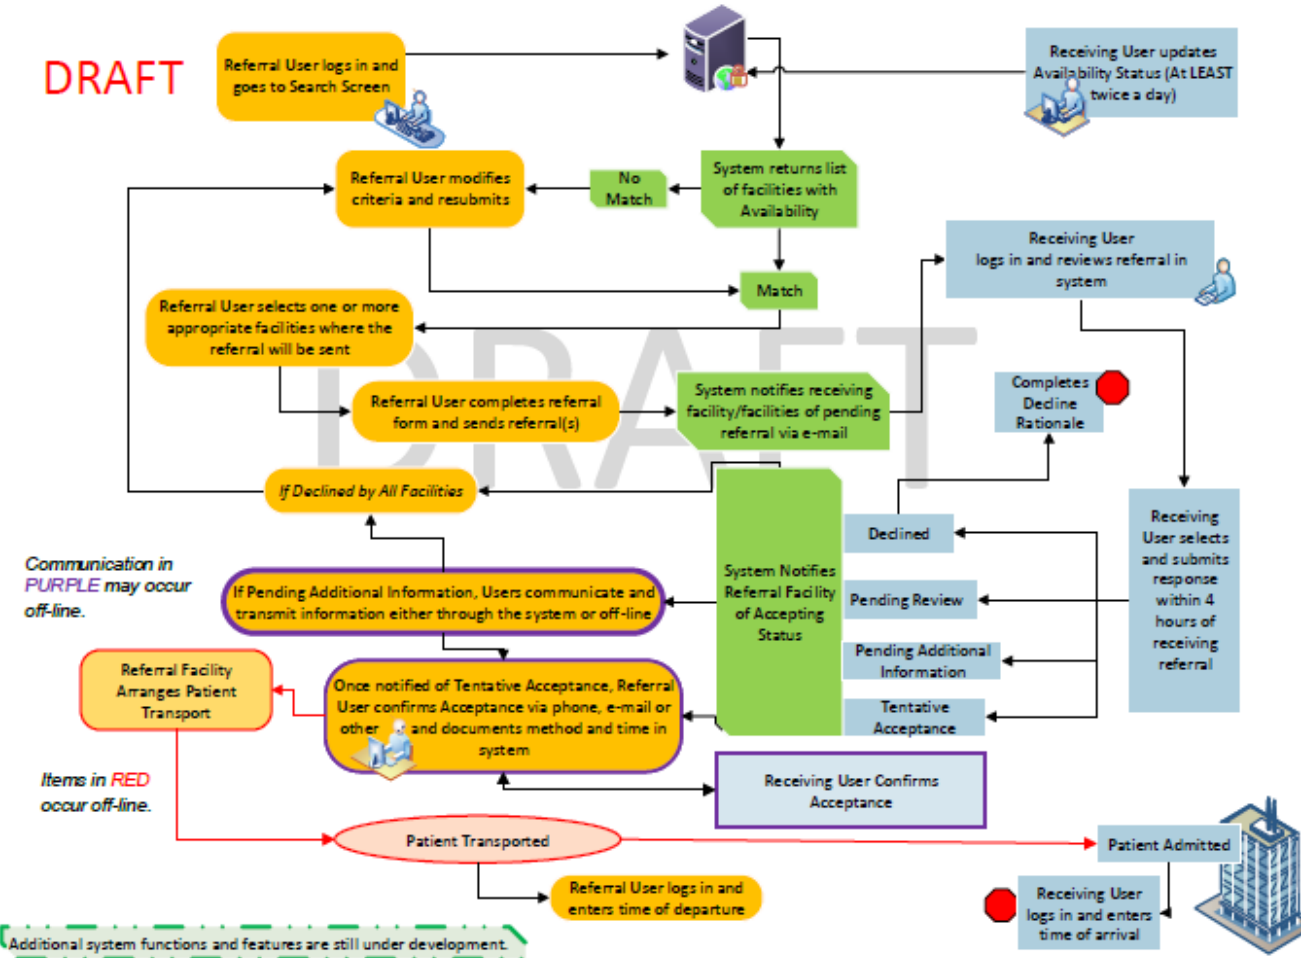 DRAFT
Referral User logs in and
goes to Search Screen
Receiving User updates
Availability Status (At LEAST
twice a day)
Referral User modifies
criteria and resubmits
No
Match
System returns list
of facilities with
Availability
Receiving User
logs in and reviews referral in
system
Match
Referral User selects one or more
appropriate facilities where the
referral will be sent
DRAFT
Referral User completes referral
form and sends referral(s)
System notifies receiving
facility/facilities of pending
referral via e-mail
Completes
Decline
Rationale
If Declined by All Facilities
Declined
Receiving
User selects
and submits
response
within 4
hours of
receiving
referral
Communication in
PURPLE may occur
off-line.
If Pending Additional Information, Users communicate and
transmit information either through the system or off-line
System Notifies
Referral Facility
of Accepting
Status
Pending Review
Pending Additional
Information
Tentative
Acceptance
Referral Facility
Arranges Patient
Transport
Once notified of Tentative Acceptance, Referral
User confirms Acceptance via phone, e-mail or
other and documents method and time in
system
Items in RED
occur off-line.
Receiving User Confirms
Acceptance
Patient Transported
Patient Admitted
Referral User logs in and
enters time of departure
Receiving User
logs in and enters
time of arrival
Additional system functions and features are still under development.